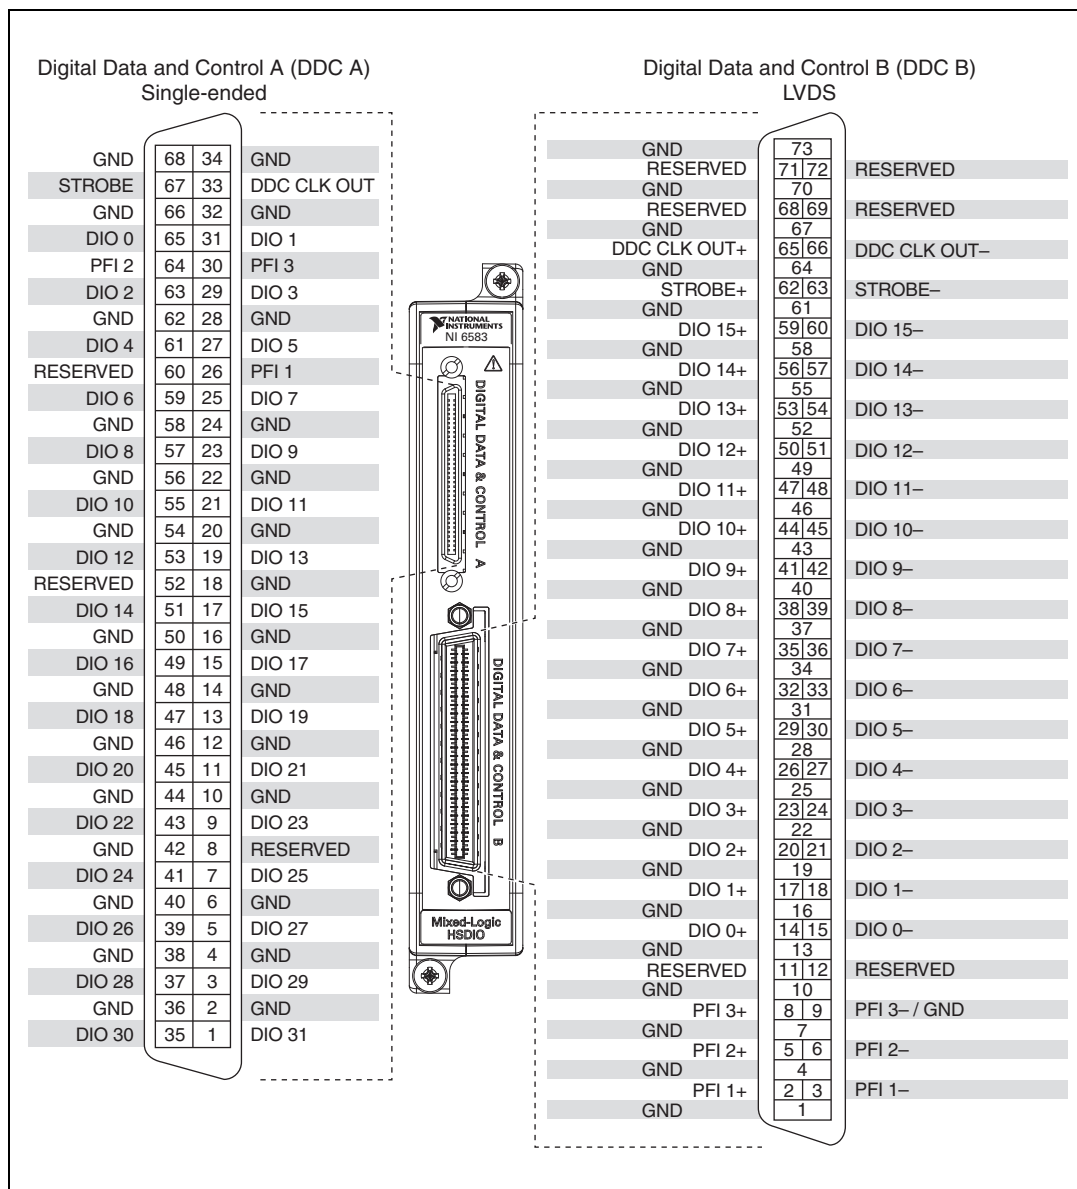 Digital Data and Control A (DDC A)
Single-ended
GND 68 34 GND
STROBE 67 33 DDC CLK OUT
GND 66 32 GND
DIO 0 65 31 DIO 1
PFI 2 64 30 PFI 3
DIO 2 63 29 DIO 3
GND 62 28 GND
DIO 4 61 27 DIO 5
RESERVED 60 26 PFI 1
DIO 6 59 25 DIO 7
GND 58 24 GND
DIO 8 57 23 DIO 9
GND 56 22 GND
DIO 10 55 21 DIO 11
GND 54 20 GND
DIO 12 53 19 DIO 13
RESERVED 52 18 GND
DIO 14 51 17 DIO 15
GND 50 16 GND
DIO 16 49 15 DIO 17
GND 48 14 GND
DIO 18 47 13 DIO 19
GND 46 12 GND
DIO 20 45 11 DIO 21
GND 44 10 GND
DIO 22 43 9 DIO 23
GND 42 8 RESERVED
DIO 24 41 7 DIO 25
GND 40 6 GND
DIO 26 39 5 DIO 27
GND 38 4 GND
DIO 28 37 3 DIO 29
GND 36 2 GND
DIO 30 35 1 DIO 31
NATIONAL
INSTRUMENTS
NI 6583
DIGITAL DATA & CONTROL A
DIGITAL DATA & CONTROL B
Mixed-Logic
HSDIO
Digital Data and Control B (DDC B)
LVDS
GND 73
RESERVED 71 72 RESERVED
GND 70
RESERVED 68 69 RESERVED
GND 67
DDC CLK OUT+ 65 66 DDC CLK OUT–
GND 64
STROBE+ 62 63 STROBE–
GND 61
DIO 15+ 59 60 DIO 15–
GND 58
DIO 14+ 56 57 DIO 14–
GND 55
DIO 13+ 53 54 DIO 13–
GND 52
DIO 12+ 50 51 DIO 12–
GND 49
DIO 11+ 47 48 DIO 11–
GND 46
DIO 10+ 44 45 DIO 10–
GND 43
DIO 9+ 41 42 DIO 9–
GND 40
DIO 8+ 38 39 DIO 8–
GND 37
DIO 7+ 35 36 DIO 7–
GND 34
DIO 6+ 32 33 DIO 6–
GND 31
DIO 5+ 29 30 DIO 5–
GND 28
DIO 4+ 26 27 DIO 4–
GND 25
DIO 3+ 23 24 DIO 3–
GND 22
DIO 2+ 20 21 DIO 2–
GND 19
DIO 1+ 17 18 DIO 1–
GND 16
DIO 0+ 14 15 DIO 0–
GND 13
RESERVED 11 12 RESERVED
GND 10
PFI 3+ 8 9 PFI 3– / GND
GND 7
PFI 2+ 5 6 PFI 2–
GND 4
PFI 1+ 2 3 PFI 1–
GND 1